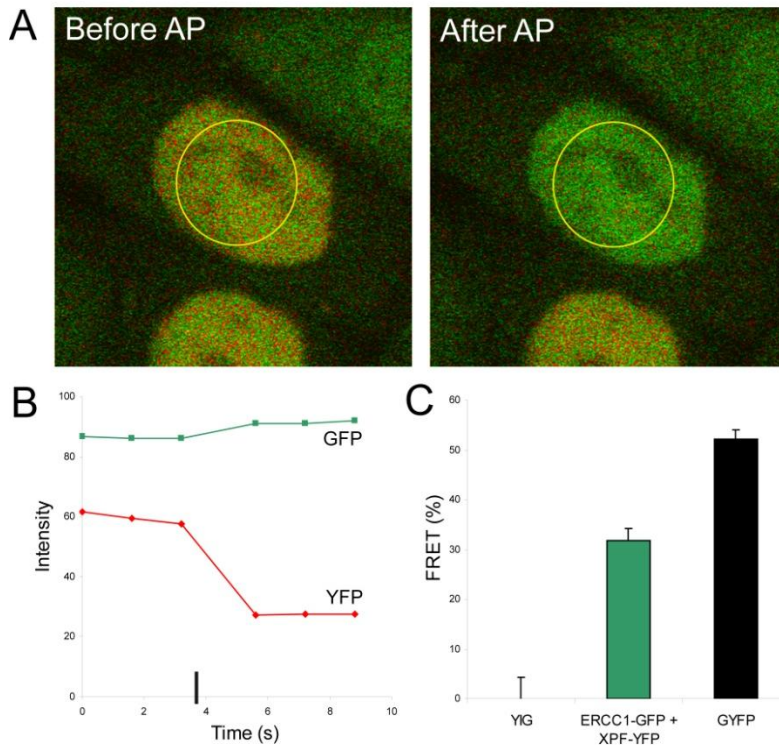 A
Before AP
After AP
B
100
80
60
40
20
0
Intensity
GFP
YFP
0 2 4 6 8 10
Time (s)
C
60
50
40
30
20
10
0
FRET (%)
YIG
ERCC1-GFP +
XPF-YFP
GYFP